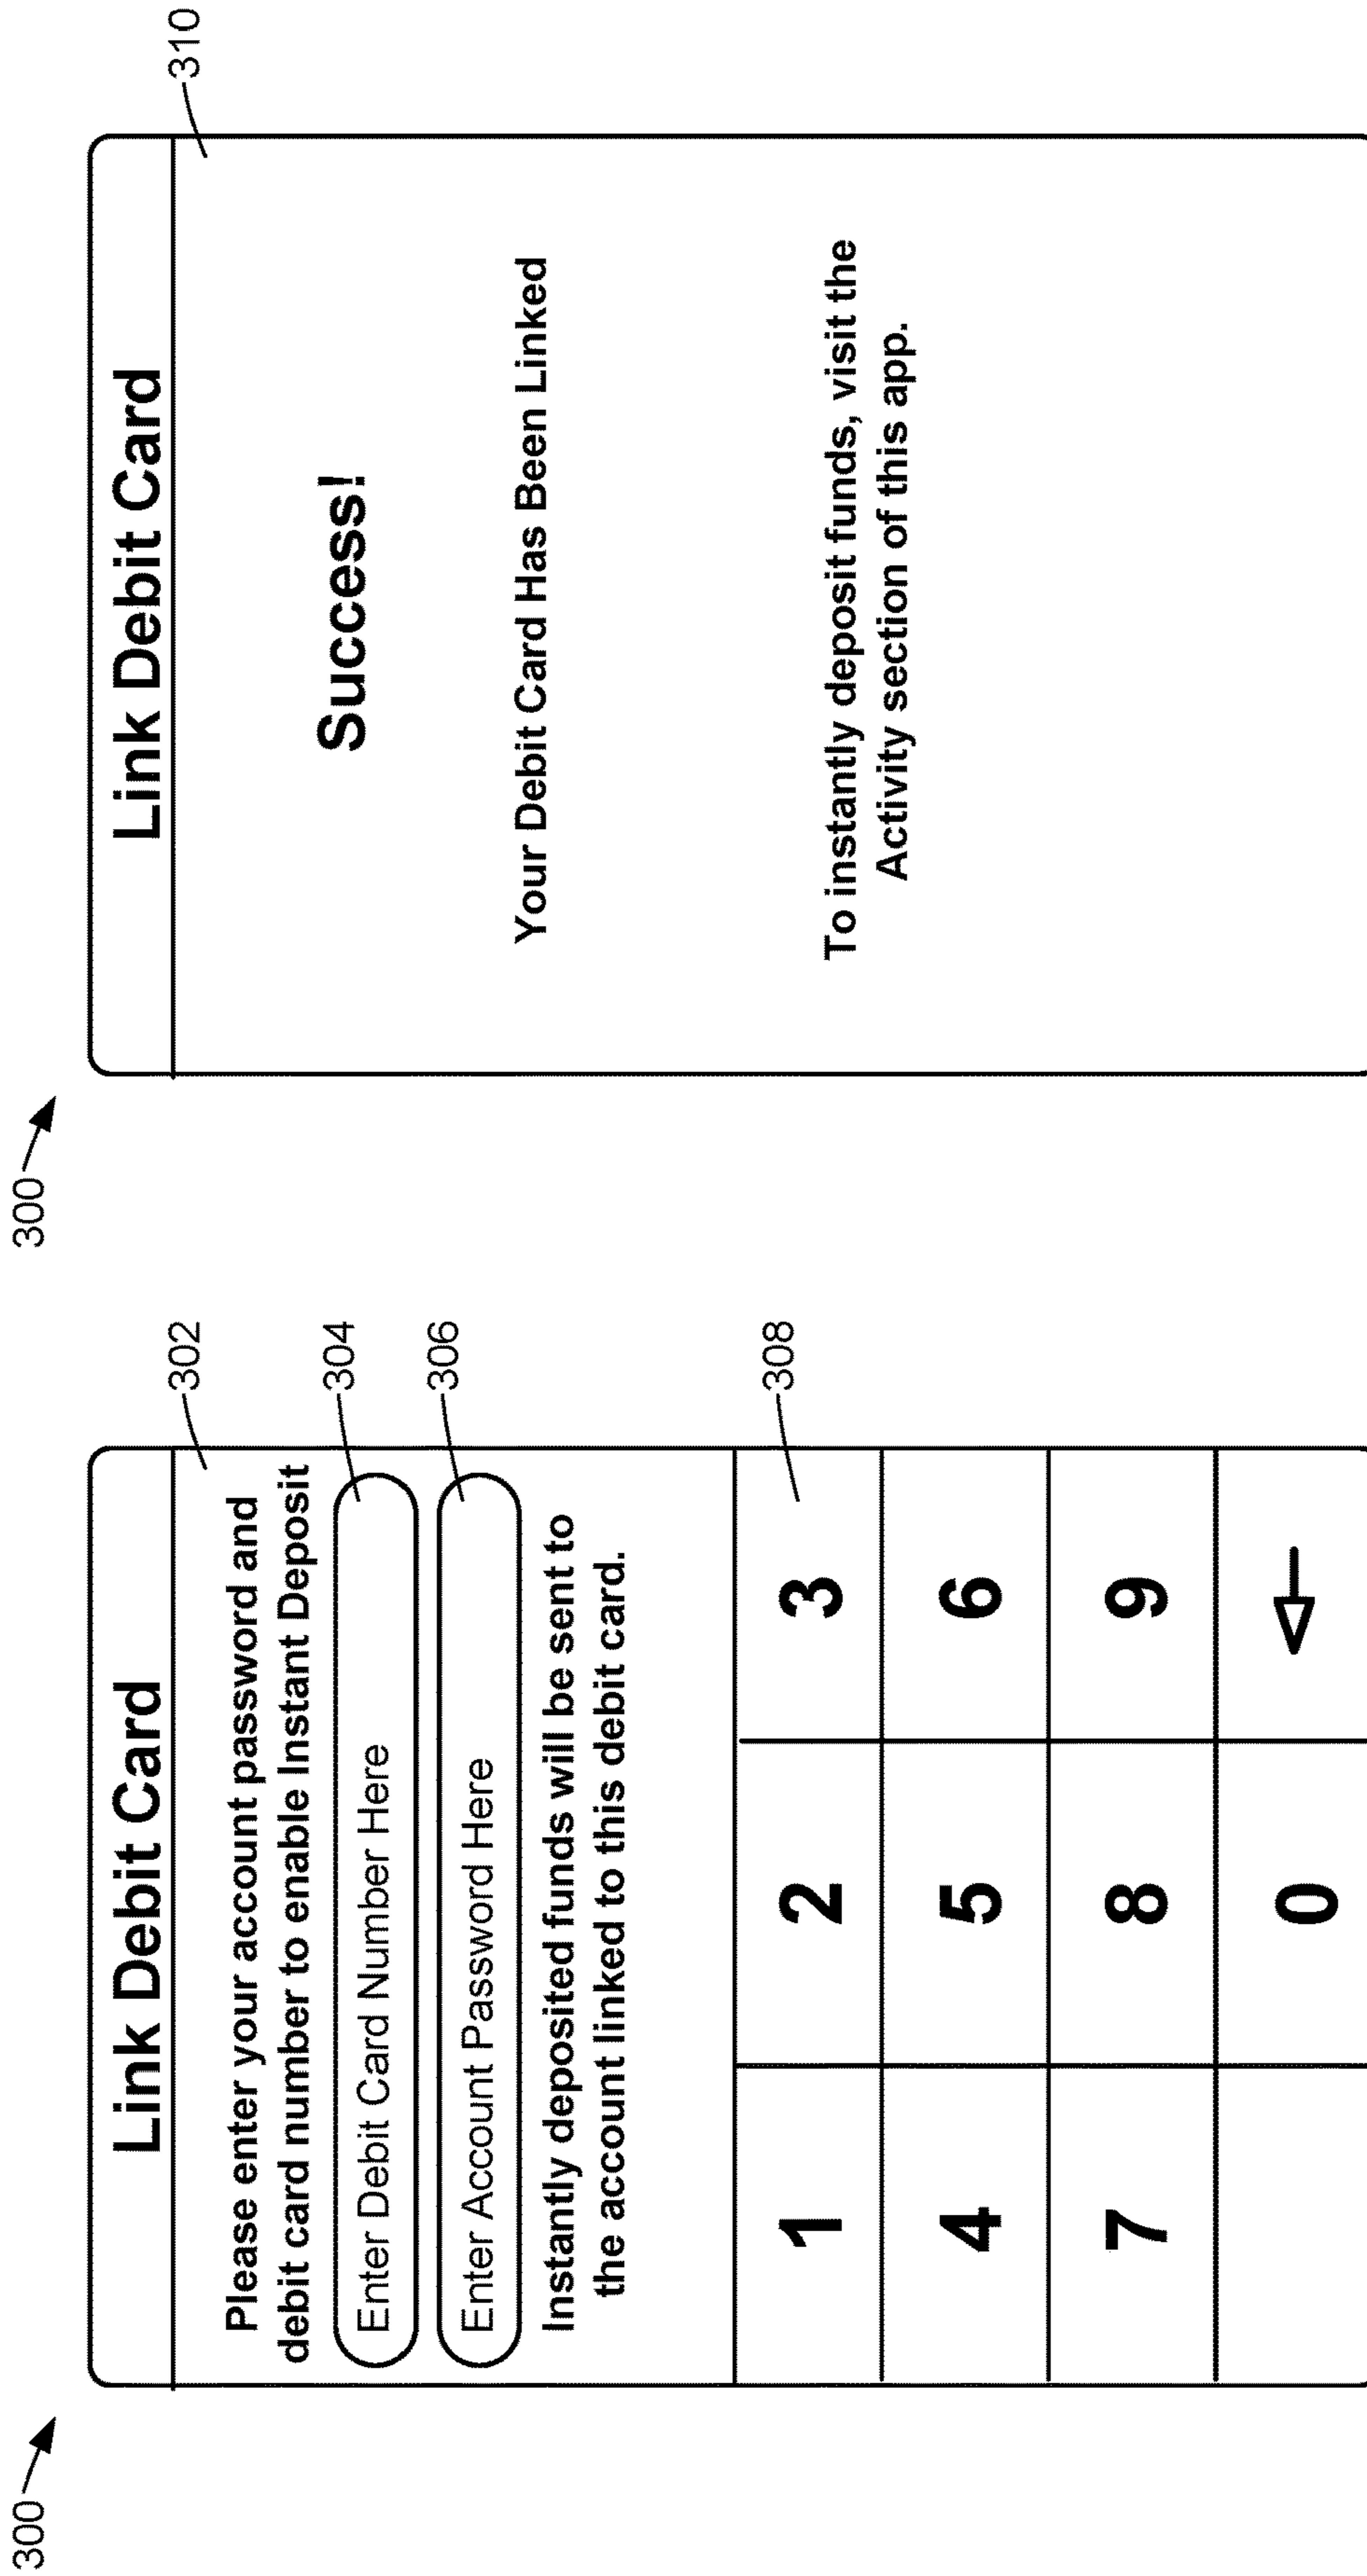 300
Link Debit Card
302
Please enter your account password and
debit card number to enable Instant Deposit
304
Enter Debit Card Number Here
306
Enter Account Password Here
Instantly deposited funds will be sent to
the account linked to this debit card.
308
1 2 3
4 5 6
7 8 9
0
300
Link Debit Card
310
Success!
Your Debit Card Has Been Linked
To instantly deposit funds, visit the
Activity section of this app.